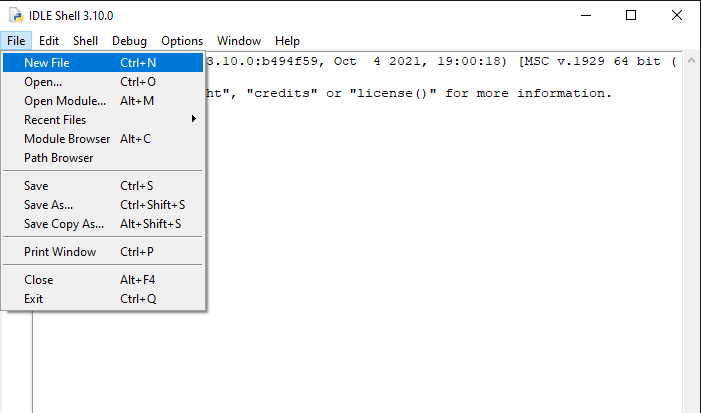 IDLE Shell 3.10.0
File Edit Shell Debug Options Window Help
3.10.0:b494f59, Oct  4 2021, 19:00:18) [MSC v.1929 64 bit (
ht", "credits" or "license()" for more information.
New File Ctrl+N
Open... Ctrl+O
Open Module... Alt+M
Recent Files
Module Browser Alt+C
Path Browser
Save Ctrl+S
Save As... Ctrl+Shift+S
Save Copy As... Alt+Shift+S
Print Window Ctrl+P
Close Alt+F4
Exit Ctrl+Q